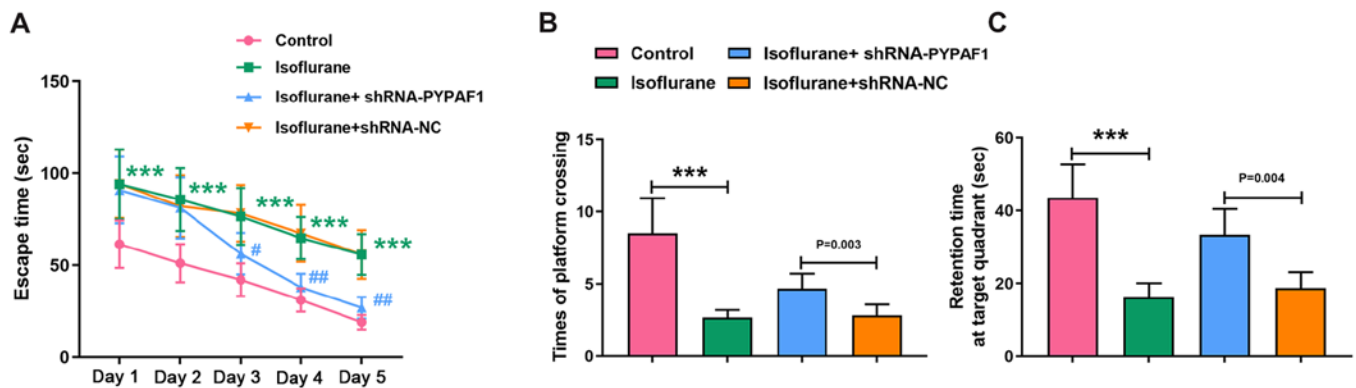 A
Control
Isoflurane
Isoflurane+ shRNA-PYPAF1
Isoflurane+shRNA-NC
150
100
50
0
Escape time (sec)
***
***
***
***
***
#
##
##
Day 1
Day 2
Day 3
Day 4
Day 5
B
Control
Isoflurane+ shRNA-PYPAF1
Isoflurane
Isoflurane+shRNA-NC
Times of platform crossing
15
10
5
0
***
P=0.003
C
Retention time
at target quadrant (sec)
60
40
20
0
***
P=0.004